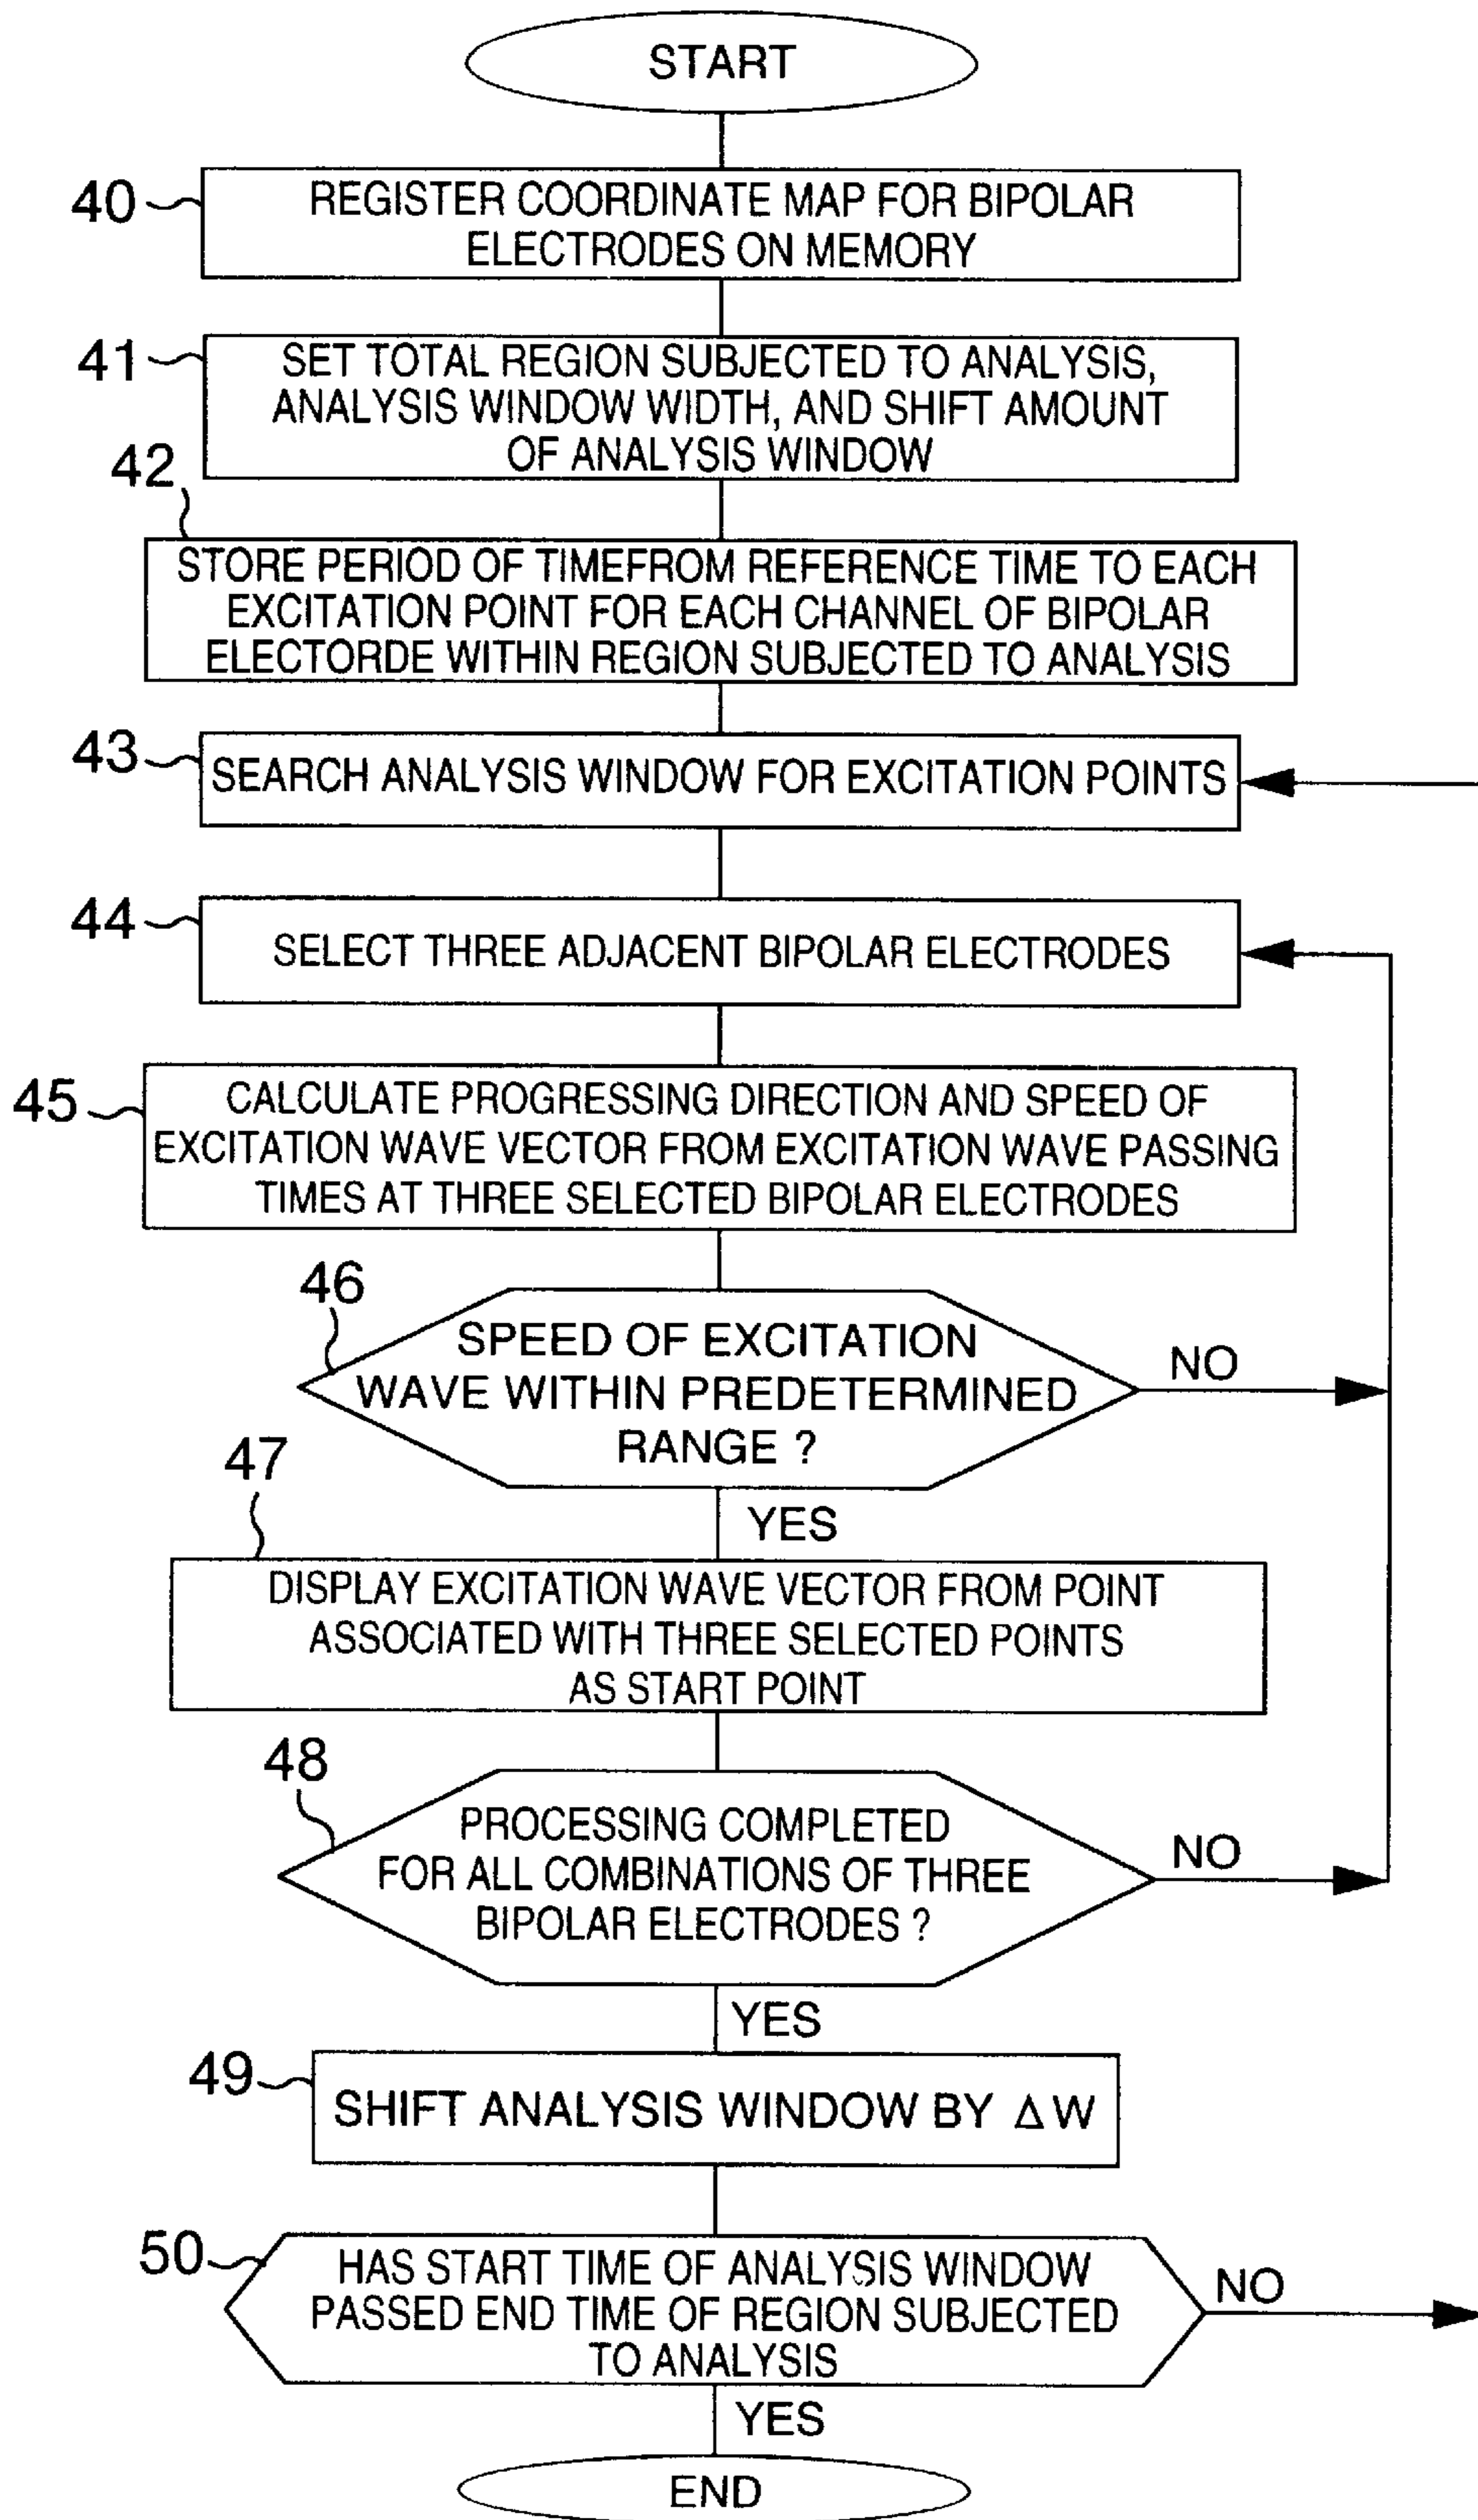 START
40
REGISTER COORDINATE MAP FOR BIPOLAR
ELECTRODES ON MEMORY
41
SET TOTAL REGION SUBJECTED TO ANALYSIS,
ANALYSIS WINDOW WIDTH, AND SHIFT AMOUNT
OF ANALYSIS WINDOW
42
STORE PERIOD OF TIMEFROM REFERENCE TIME TO EACH
EXCITATION POINT FOR EACH CHANNEL OF BIPOLAR
ELECTORDE WITHIN REGION SUBJECTED TO ANALYSIS
43
SEARCH ANALYSIS WINDOW FOR EXCITATION POINTS
44
SELECT THREE ADJACENT BIPOLAR ELECTRODES
45
CALCULATE PROGRESSING DIRECTION AND SPEED OF
EXCITATION WAVE VECTOR FROM EXCITATION WAVE PASSING
TIMES AT THREE SELECTED BIPOLAR ELECTRODES
46
SPEED OF EXCITATION
WAVE WITHIN PREDETERMINED
RANGE ?
NO
YES
47
DISPLAY EXCITATION WAVE VECTOR FROM POINT
ASSOCIATED WITH THREE SELECTED POINTS
AS START POINT
48
PROCESSING COMPLETED
FOR ALL COMBINATIONS OF THREE
BIPOLAR ELECTRODES ?
NO
YES
49
SHIFT ANALYSIS WINDOW BY Δ W
50
HAS START TIME OF ANALYSIS WINDOW
PASSED END TIME OF REGION SUBJECTED
TO ANALYSIS
NO
YES
END